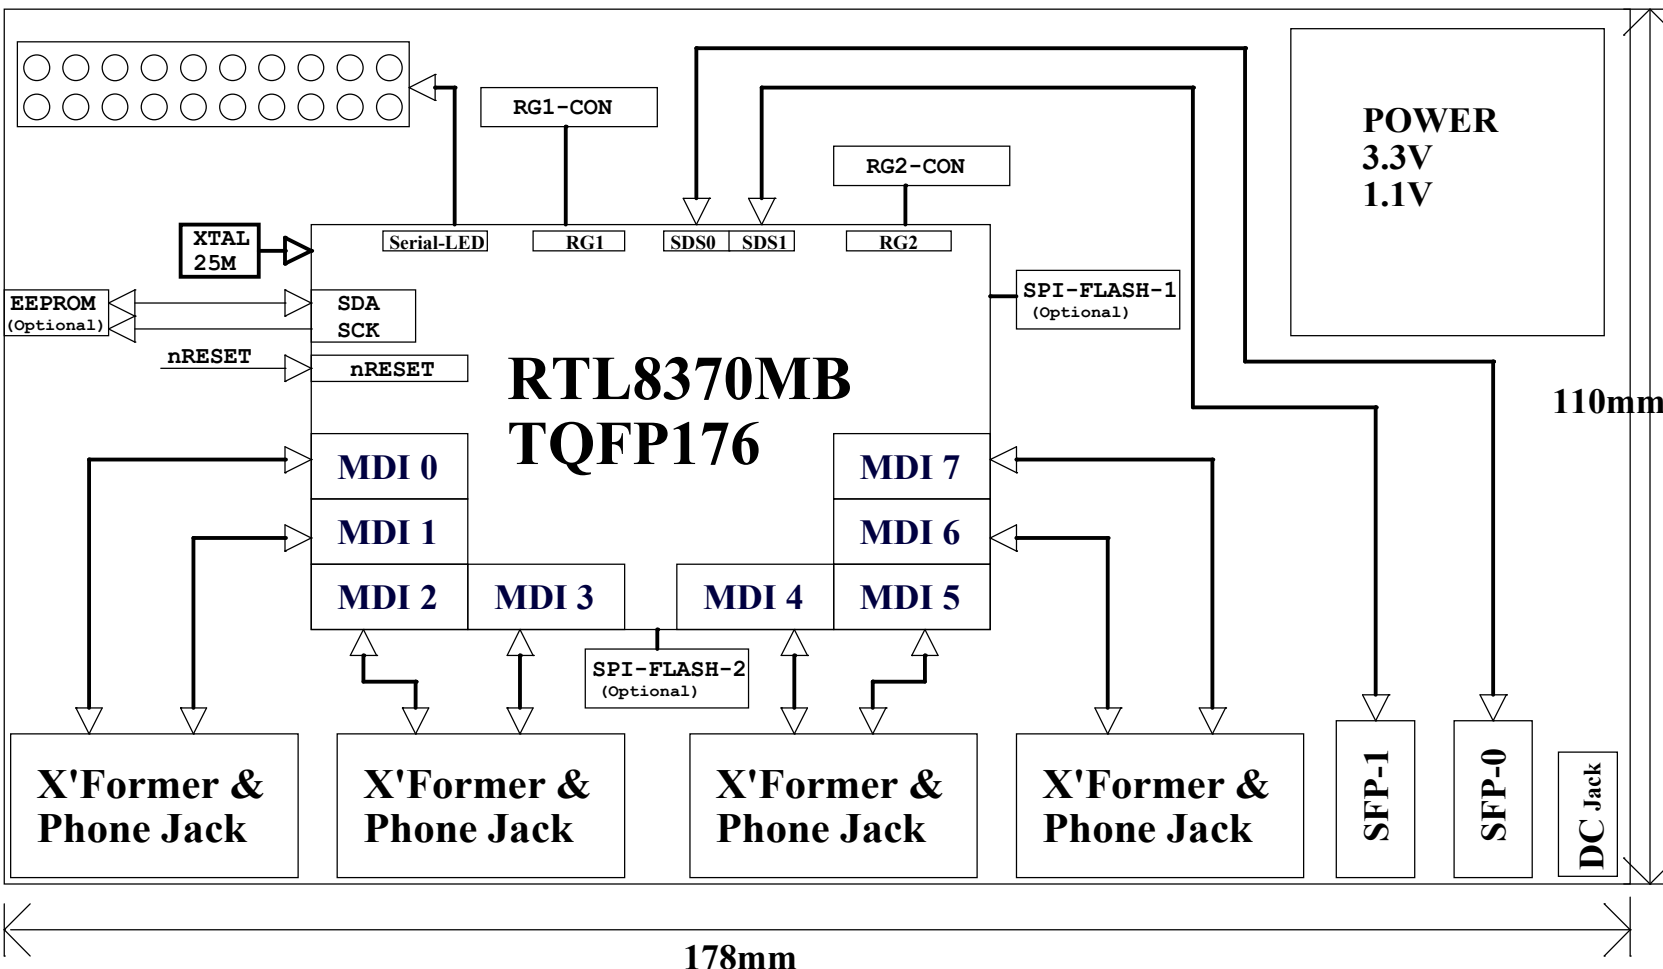 RG1-CON
RG2-CON
POWER
3.3V
1.1V
XTAL
25M
Serial-LED
RG1
SDS0
SDS1
RG2
EEPROM
(Optional)
SDA
SCK
SPI-FLASH-1
(Optional)
nRESET
nRESET
RTL8370MB
TQFP176
110mm
MDI 0
MDI 7
MDI 1
MDI 6
MDI 2
MDI 3
MDI 4
MDI 5
SPI-FLASH-2
(Optional)
X'Former &
Phone Jack
X'Former &
Phone Jack
X'Former &
Phone Jack
X'Former &
Phone Jack
SFP-1
SFP-0
DC Jack
178mm